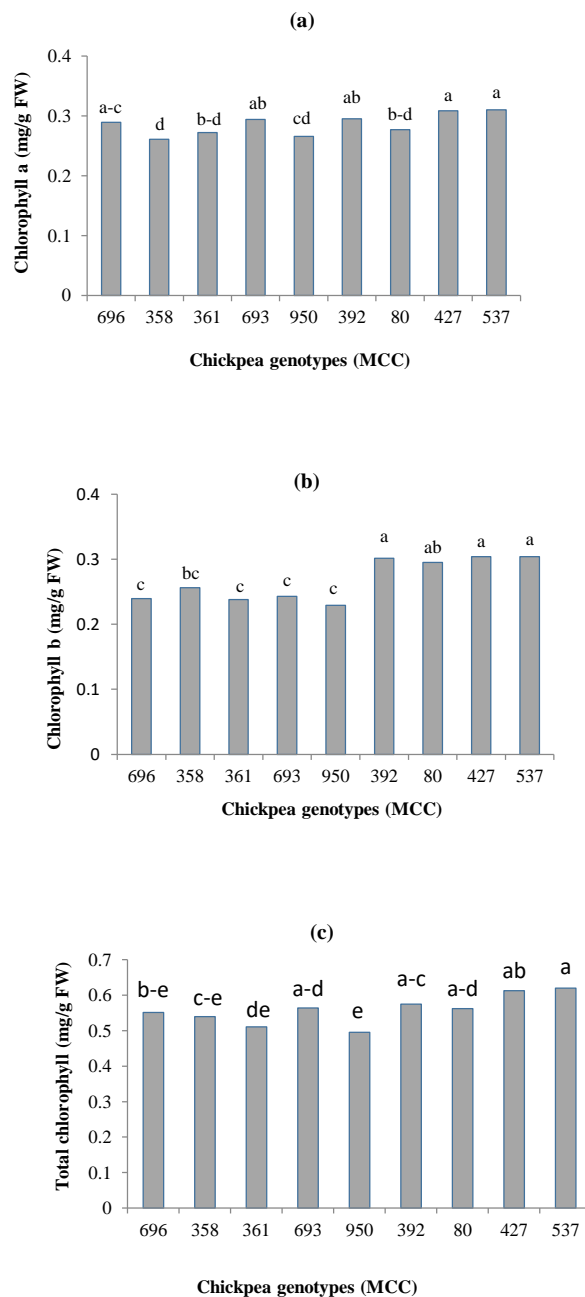 (a)
0.4
0.3
0.2
0.1
0
Chlorophyll a (mg/g FW)
a-c d b-d ab cd ab b-d a a
696 358 361 693 950 392 80 427 537
Chickpea genotypes (MCC)
(b)
0.4
0.3
0.2
0.1
0
Chlorophyll b (mg/g FW)
c bc c c c a ab a a
696 358 361 693 950 392 80 427 537
Chickpea genotypes (MCC)
(c)
0.7
0.6
0.5
0.4
0.3
0.2
0.1
0
Total chlorophyll (mg/g FW)
b-e c-e de a-d e a-c a-d ab a
696 358 361 693 950 392 80 427 537
Chickpea genotypes (MCC)